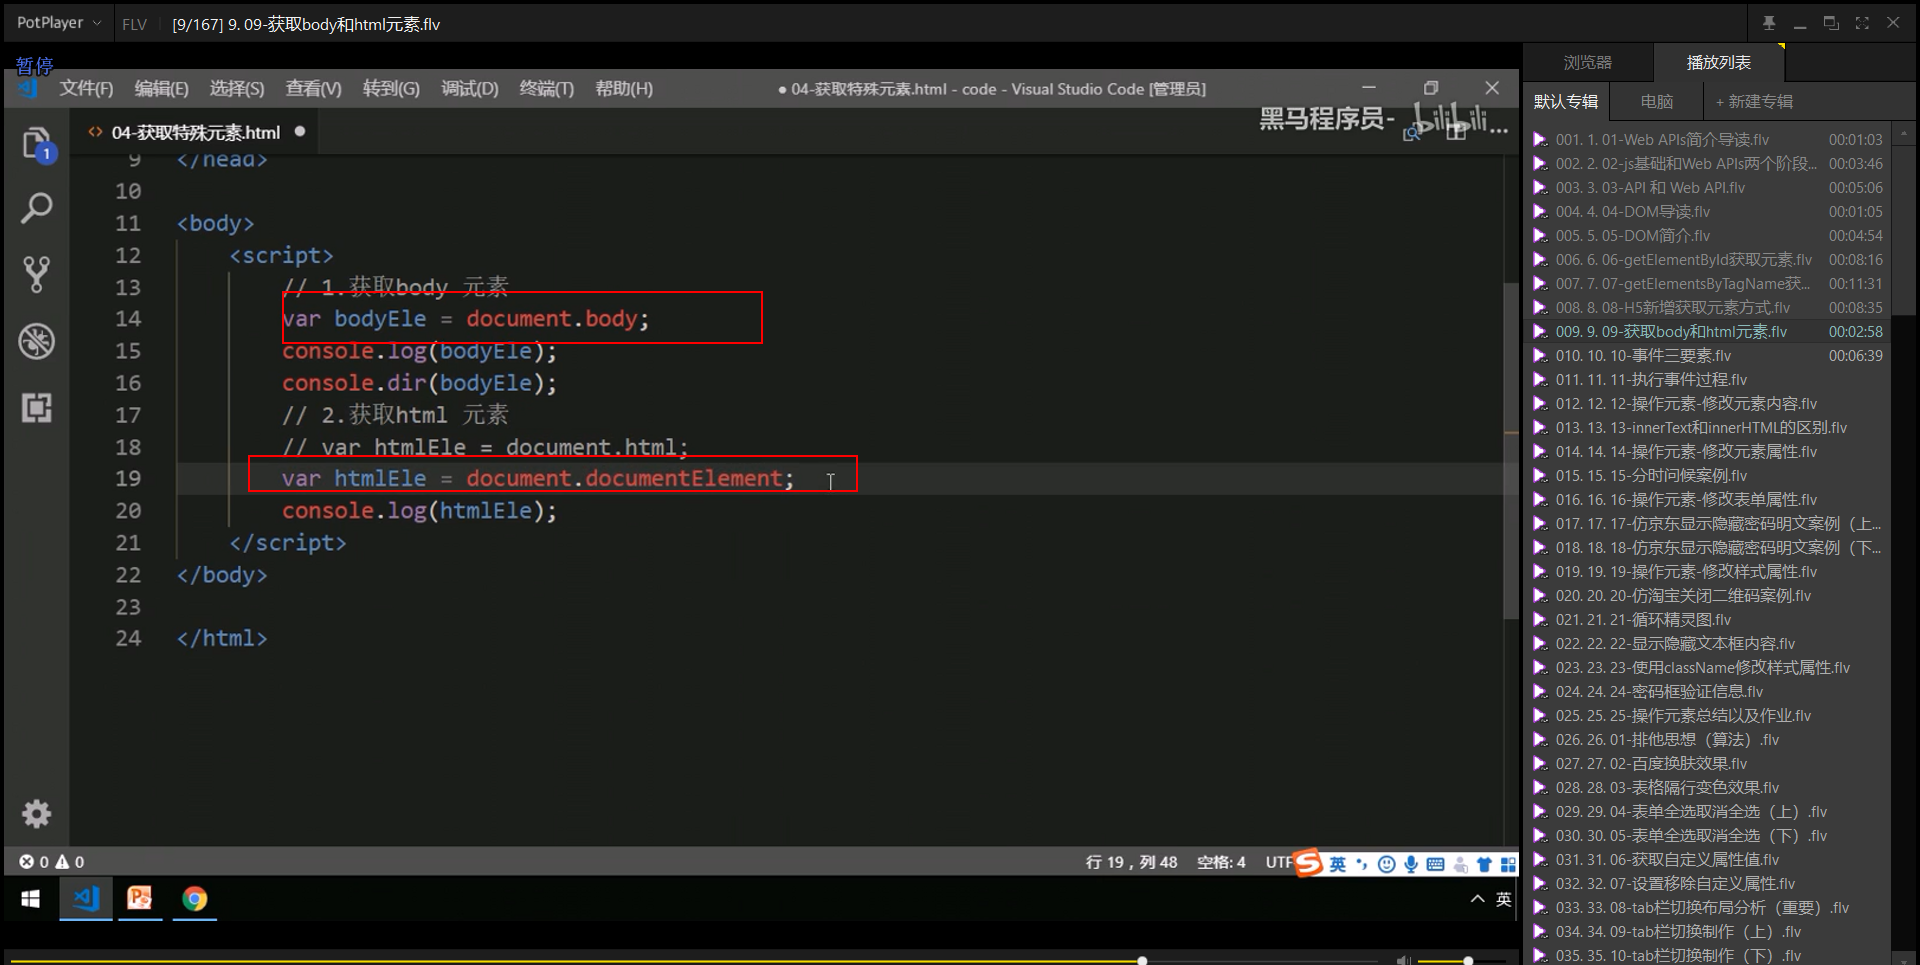 PotPlayer
FLV
[9/167] 9. 09-获取body和html元素.flv
暂停
文件(F) 编辑(E) 选择(S) 查看(V) 转到(G) 调试(D) 终端(T) 帮助(H)
● 04-获取特殊元素.html - code - Visual Studio Code [管理员]
黑马程序员- bilibili
<> 04-获取特殊元素.html ●
1
9 </head>
10
11 <body>
12 <script>
13 // 1.获取body 元素
14 var bodyEle = document.body;
15 console.log(bodyEle);
16 console.dir(bodyEle);
17 // 2.获取html 元素
18 // var htmlEle = document.html;
19 var htmlEle = document.documentElement;
20 console.log(htmlEle);
21 </script>
22 </body>
23
24 </html>
0 0
行 19，列 48 空格: 4 UTF
英
英
浏览器 播放列表
默认专辑 电脑 + 新建专辑
001. 1. 01-Web APIs简介导读.flv 00:01:03
002. 2. 02-js基础和Web APIs两个阶段... 00:03:46
003. 3. 03-API 和 Web API.flv 00:05:06
004. 4. 04-DOM导读.flv 00:01:05
005. 5. 05-DOM简介.flv 00:04:54
006. 6. 06-getElementById获取元素.flv 00:08:16
007. 7. 07-getElementsByTagName获... 00:11:31
008. 8. 08-H5新增获取元素方式.flv 00:08:35
009. 9. 09-获取body和html元素.flv 00:02:58
010. 10. 10-事件三要素.flv 00:06:39
011. 11. 11-执行事件过程.flv
012. 12. 12-操作元素-修改元素内容.flv
013. 13. 13-innerText和innerHTML的区别.flv
014. 14. 14-操作元素-修改元素属性.flv
015. 15. 15-分时问候案例.flv
016. 16. 16-操作元素-修改表单属性.flv
017. 17. 17-仿京东显示隐藏密码明文案例（上...
018. 18. 18-仿京东显示隐藏密码明文案例（下...
019. 19. 19-操作元素-修改样式属性.flv
020. 20. 20-仿淘宝关闭二维码案例.flv
021. 21. 21-循环精灵图.flv
022. 22. 22-显示隐藏文本框内容.flv
023. 23. 23-使用className修改样式属性.flv
024. 24. 24-密码框验证信息.flv
025. 25. 25-操作元素总结以及作业.flv
026. 26. 01-排他思想（算法）.flv
027. 27. 02-百度换肤效果.flv
028. 28. 03-表格隔行变色效果.flv
029. 29. 04-表单全选取消全选（上）.flv
030. 30. 05-表单全选取消全选（下）.flv
031. 31. 06-获取自定义属性值.flv
032. 32. 07-设置移除自定义属性.flv
033. 33. 08-tab栏切换布局分析（重要）.flv
034. 34. 09-tab栏切换制作（上）.flv
035. 35. 10-tab栏切换制作（下）.flv